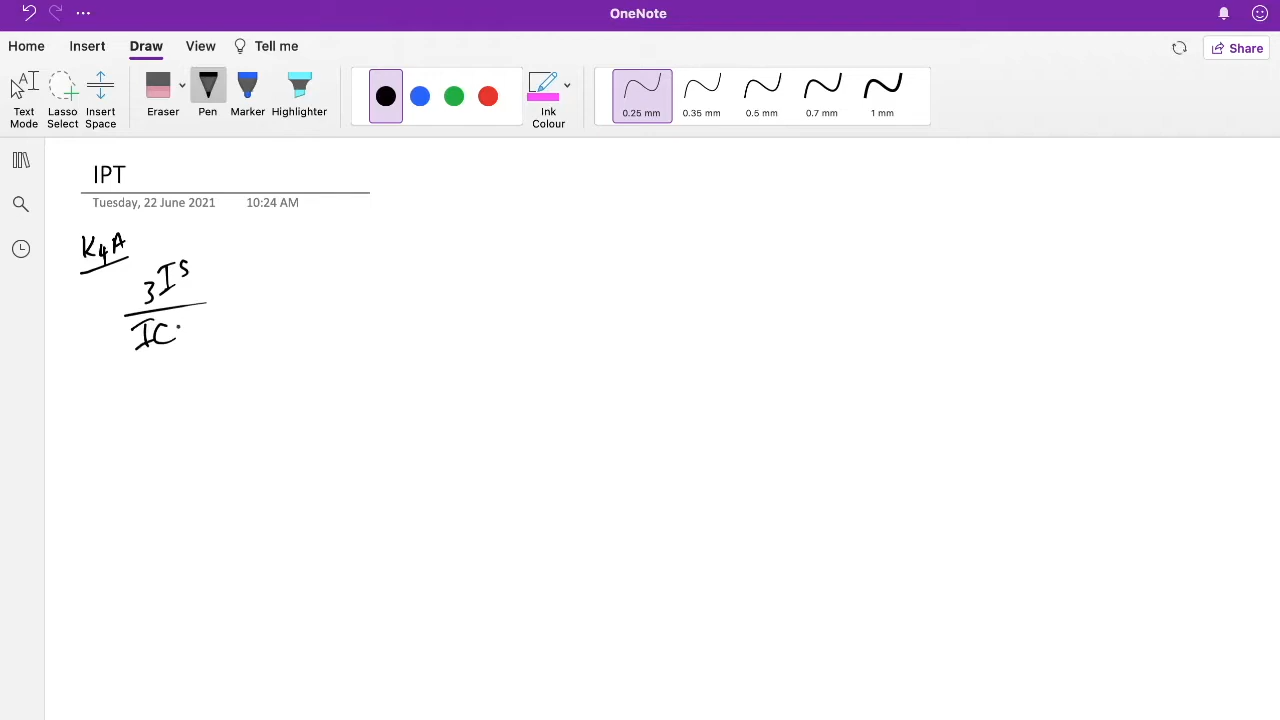 OneNote
Home Insert Draw View Tell me
Share
Text Mode
Lasso Select
Insert Space
Eraser
Pen
Marker
Highlighter
Ink Colour
0.25 mm
0.35 mm
0.5 mm
0.7 mm
1 mm
IPT
Tuesday, 22 June 2021 10:24 AM
K4A
3Is
IC